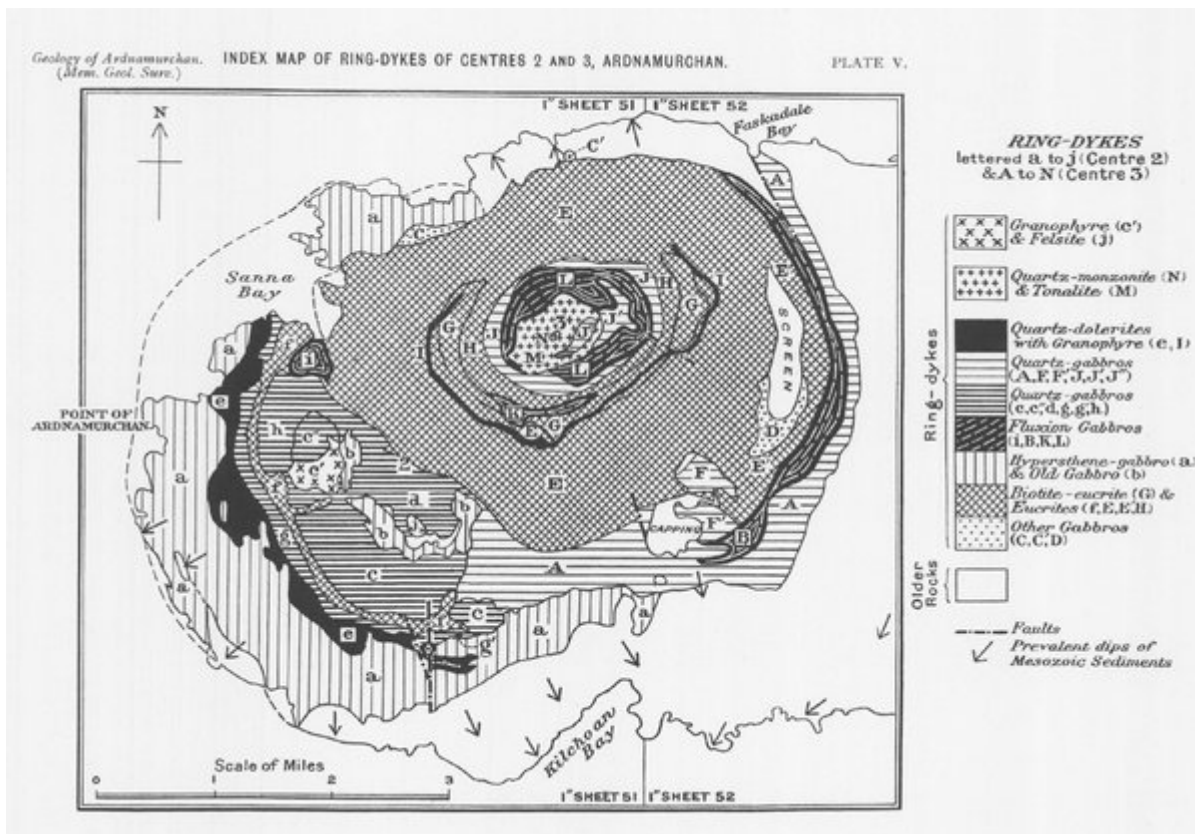 Geology of Ardnamurchan.
(Mem. Geol. Surv.)
INDEX MAP OF RING-DYKES OF CENTRES 2 AND 3, ARDNAMURCHAN.
PLATE V.
1" SHEET 51 1" SHEET 52
N
Faskadale
Bay
C'
A
E
a
c
E
Sanna
Bay
L
J
H
I
G
J
3
J
N
M
L
G
H
J
I
SCREEN
i
a
e
POINT OF
ARDNAMURCHAN
h
c'
K
G
F
D
E
2
a
b
E
F
F'
CAPPING
B
A
A
g
b
c
a
a
e
c
a
a
g'
a
Kilchoan
Bay
Scale of Miles
0 1 2 3
1" SHEET 51 1" SHEET 52
RING-DYKES
lettered a to j (Centre 2)
& A to N (Centre 3)
Ring-dykes
Granophyre (c')
& Felsite (j)
Quartz-monzonite (N)
& Tonalite (M)
Quartz-dolerites
with Granophyre (e, I)
Quartz-gabbros
(A, F, F', J, J', J'')
Quartz-gabbros
(c, c', d, g, g', h)
Fluxion Gabbros
(i, B, K, L)
Hypersthene-gabbro (a)
& Old Gabbro (b)
Biotite-eucrite (G) &
Eucrites (f, E, E', H)
Other Gabbros
(C, C', D)
Older
Rocks
Faults
Prevalent dips of
Mesozoic Sediments